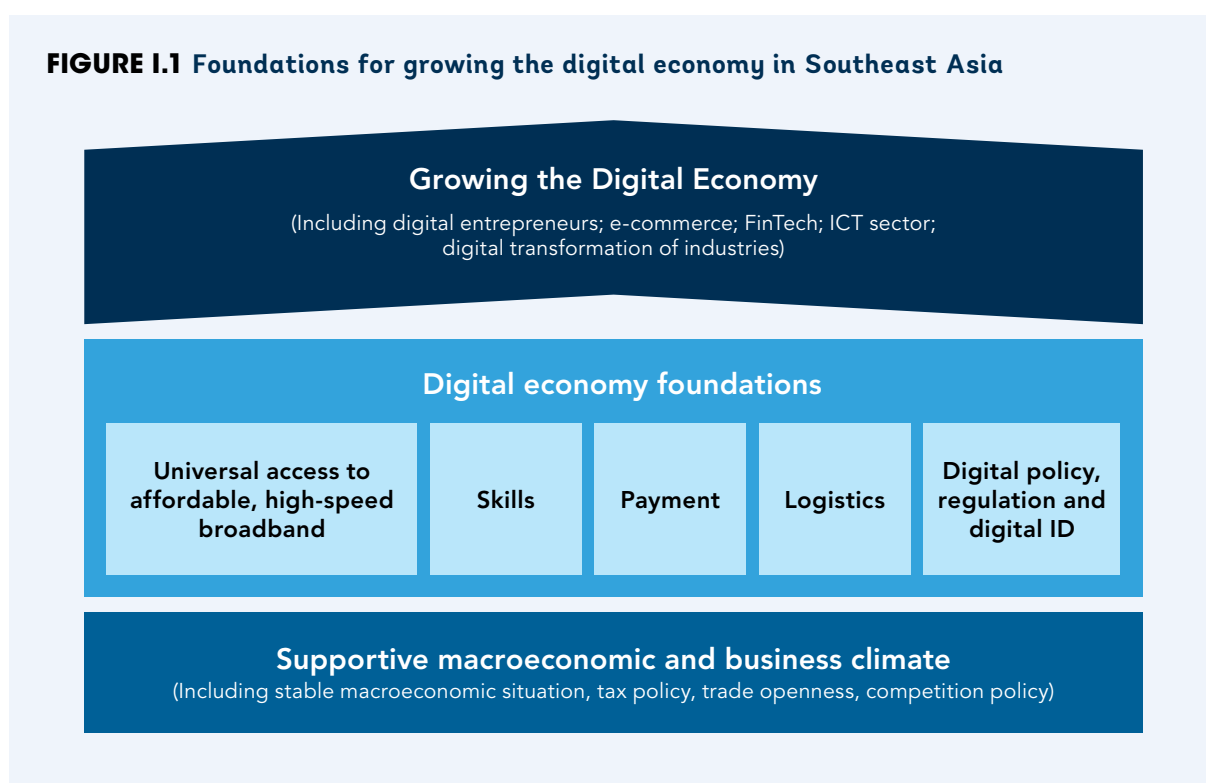 FIGURE I.1 Foundations for growing the digital economy in Southeast Asia
Growing the Digital Economy
(Including digital entrepreneurs; e-commerce; FinTech; ICT sector;
digital transformation of industries)
Digital economy foundations
Universal access to
affordable, high-speed
broadband
Skills
Payment
Logistics
Digital policy,
regulation and
digital ID
Supportive macroeconomic and business climate
(Including stable macroeconomic situation, tax policy, trade openness, competition policy)